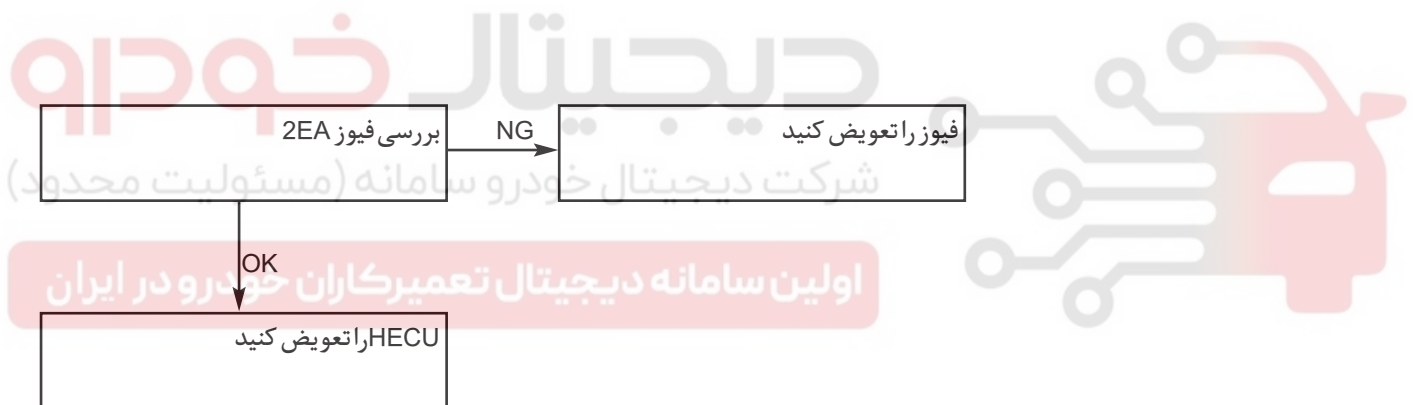 دیجیتال خودرو
بررسی فیوز 2EA
NG
فیوز را تعویض کنید
شرکت دیجیتال خودرو سامانه (مسئولیت محدود)
OK
اولین سامانه دیجیتال تعمیرکاران خودرو در ایران
HECUرا تعویض کنید